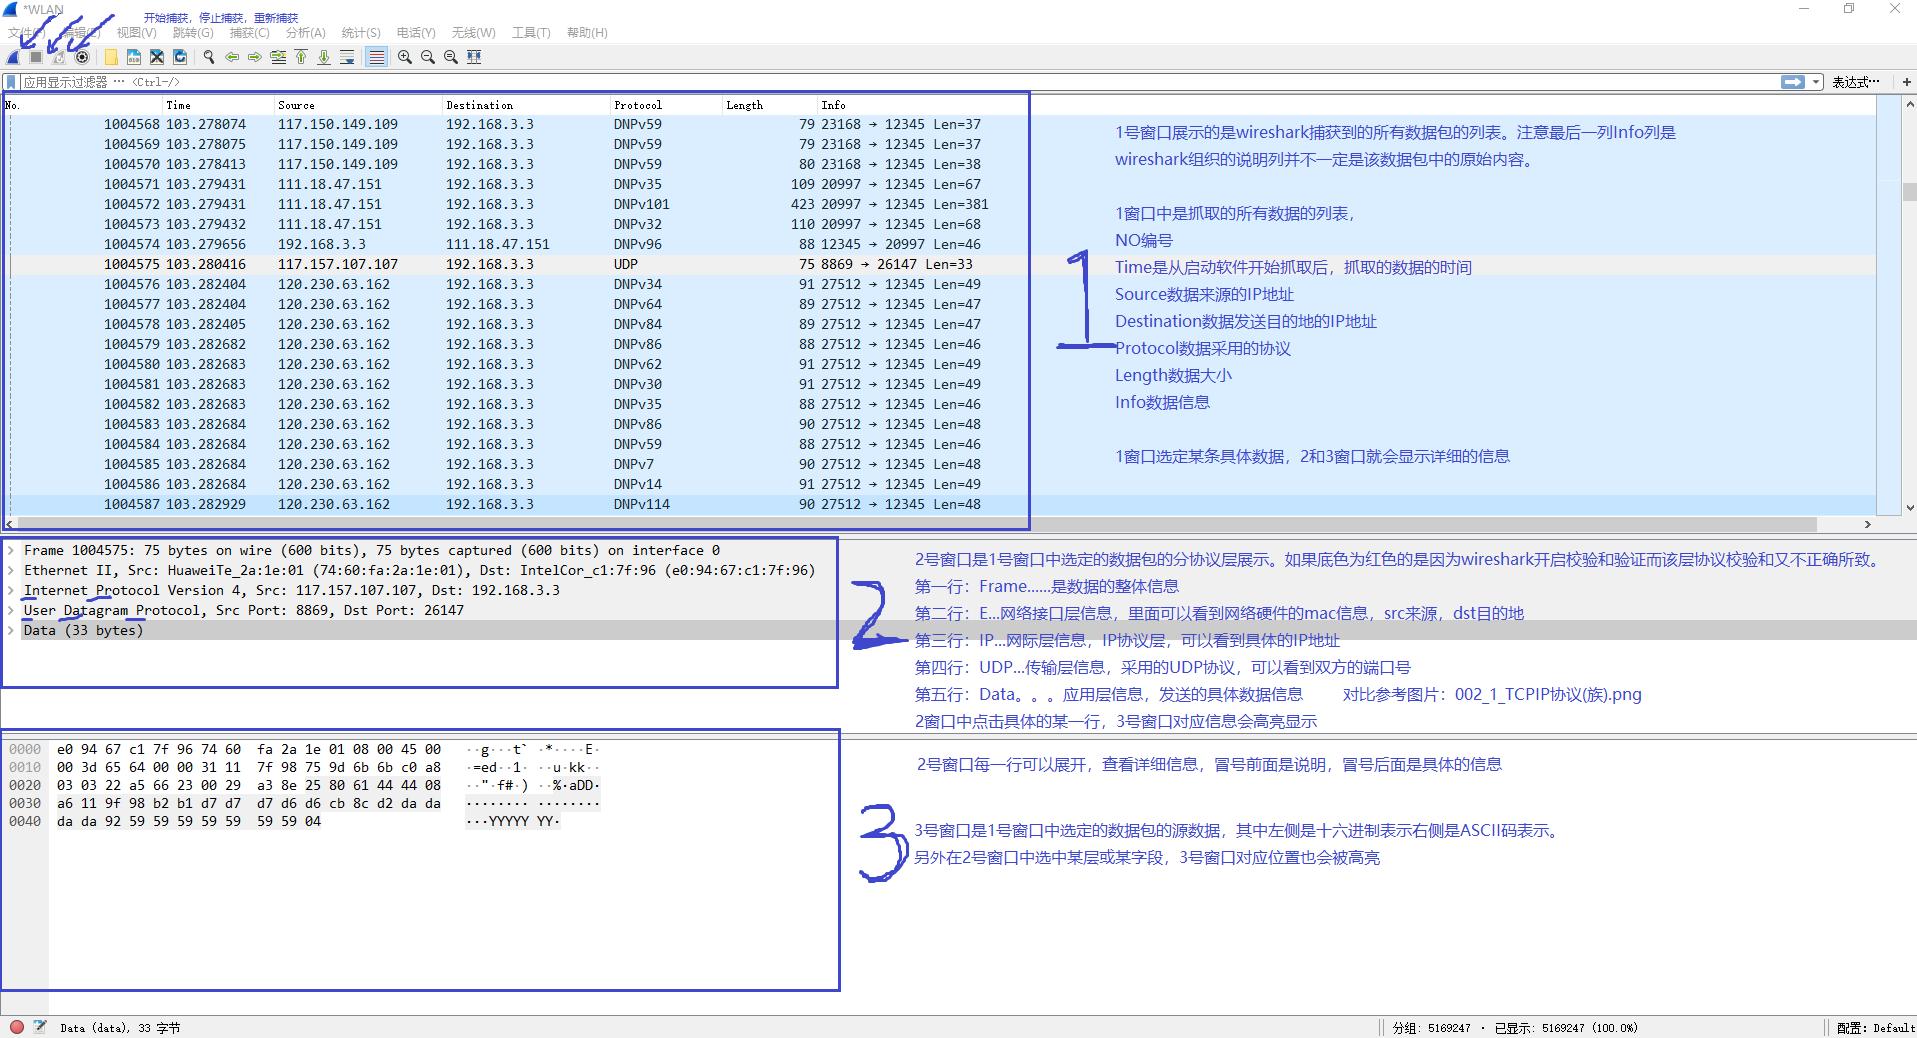 *WLAN
开始捕获，停止捕获，重新捕获
文件(F) 编辑(E) 视图(V) 跳转(G) 捕获(C) 分析(A) 统计(S) 电话(Y) 无线(W) 工具(T) 帮助(H)
应用显示过滤器 … <Ctrl-/> 表达式… +
No. Time Source Destination Protocol Length Info
1004568 103.278074 117.150.149.109 192.168.3.3 DNPv59 79 23168 → 12345 Len=37
1004569 103.278075 117.150.149.109 192.168.3.3 DNPv59 79 23168 → 12345 Len=37
1004570 103.278413 117.150.149.109 192.168.3.3 DNPv59 80 23168 → 12345 Len=38
1004571 103.279431 111.18.47.151 192.168.3.3 DNPv35 109 20997 → 12345 Len=67
1004572 103.279431 111.18.47.151 192.168.3.3 DNPv101 423 20997 → 12345 Len=381
1004573 103.279432 111.18.47.151 192.168.3.3 DNPv32 110 20997 → 12345 Len=68
1004574 103.279656 192.168.3.3 111.18.47.151 DNPv96 88 12345 → 20997 Len=46
1004575 103.280416 117.157.107.107 192.168.3.3 UDP 75 8869 → 26147 Len=33
1004576 103.282404 120.230.63.162 192.168.3.3 DNPv34 91 27512 → 12345 Len=49
1004577 103.282404 120.230.63.162 192.168.3.3 DNPv64 89 27512 → 12345 Len=47
1004578 103.282405 120.230.63.162 192.168.3.3 DNPv84 89 27512 → 12345 Len=47
1004579 103.282682 120.230.63.162 192.168.3.3 DNPv86 88 27512 → 12345 Len=46
1004580 103.282683 120.230.63.162 192.168.3.3 DNPv62 91 27512 → 12345 Len=49
1004581 103.282683 120.230.63.162 192.168.3.3 DNPv30 91 27512 → 12345 Len=49
1004582 103.282683 120.230.63.162 192.168.3.3 DNPv35 88 27512 → 12345 Len=46
1004583 103.282684 120.230.63.162 192.168.3.3 DNPv86 90 27512 → 12345 Len=48
1004584 103.282684 120.230.63.162 192.168.3.3 DNPv59 88 27512 → 12345 Len=46
1004585 103.282684 120.230.63.162 192.168.3.3 DNPv7 90 27512 → 12345 Len=48
1004586 103.282684 120.230.63.162 192.168.3.3 DNPv14 91 27512 → 12345 Len=49
1004587 103.282929 120.230.63.162 192.168.3.3 DNPv114 90 27512 → 12345 Len=48
1
1号窗口展示的是wireshark捕获到的所有数据包的列表。注意最后一列Info列是
wireshark组织的说明列并不一定是该数据包中的原始内容。
1窗口中是抓取的所有数据的列表，
NO编号
Time是从启动软件开始抓取后，抓取的数据的时间
Source数据来源的IP地址
Destination数据发送目的地的IP地址
Protocol数据采用的协议
Length数据大小
Info数据信息
1窗口选定某条具体数据，2和3窗口就会显示详细的信息
Frame 1004575: 75 bytes on wire (600 bits), 75 bytes captured (600 bits) on interface 0
Ethernet II, Src: HuaweiTe_2a:1e:01 (74:60:fa:2a:1e:01), Dst: IntelCor_c1:7f:96 (e0:94:67:c1:7f:96)
Internet Protocol Version 4, Src: 117.157.107.107, Dst: 192.168.3.3
User Datagram Protocol, Src Port: 8869, Dst Port: 26147
Data (33 bytes)
2
2号窗口是1号窗口中选定的数据包的分协议层展示。如果底色为红色的是因为wireshark开启校验和验证而该层协议校验和又不正确所致。
第一行：Frame......是数据的整体信息
第二行：E...网络接口层信息，里面可以看到网络硬件的mac信息，src来源，dst目的地
第三行：IP...网际层信息，IP协议层，可以看到具体的IP地址
第四行：UDP...传输层信息，采用的UDP协议，可以看到双方的端口号
第五行：Data。。。应用层信息，发送的具体数据信息 对比参考图片：002_1_TCPIP协议(族).png
2窗口中点击具体的某一行，3号窗口对应信息会高亮显示
2号窗口每一行可以展开，查看详细信息，冒号前面是说明，冒号后面是具体的信息
0000 e0 94 67 c1 7f 96 74 60 fa 2a 1e 01 08 00 45 00 ··g···t` ·*····E·
0010 00 3d 65 64 00 00 31 11 7f 98 75 9d 6b 6b c0 a8 ·=ed··1· ··u·kk··
0020 03 03 22 a5 66 23 00 29 a3 8e 25 80 61 44 44 08 ··"·f#·) ··%·aDD·
0030 a6 11 9f 98 b2 b1 d7 d7 d7 d6 d6 cb 8c d2 da da ········ ········
0040 da da 92 59 59 59 59 59 59 59 04 ···YYYYY YY·
3
3号窗口是1号窗口中选定的数据包的源数据，其中左侧是十六进制表示右侧是ASCII码表示。
另外在2号窗口中选中某层或某字段，3号窗口对应位置也会被高亮
Data (data), 33 字节 分组: 5169247 · 已显示: 5169247 (100.0%) 配置: Default